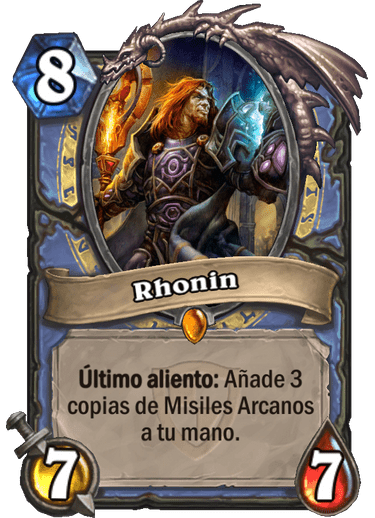 8
Rhonin
Último aliento: Añade 3
copias de Misiles Arcanos
a tu mano.
7
7